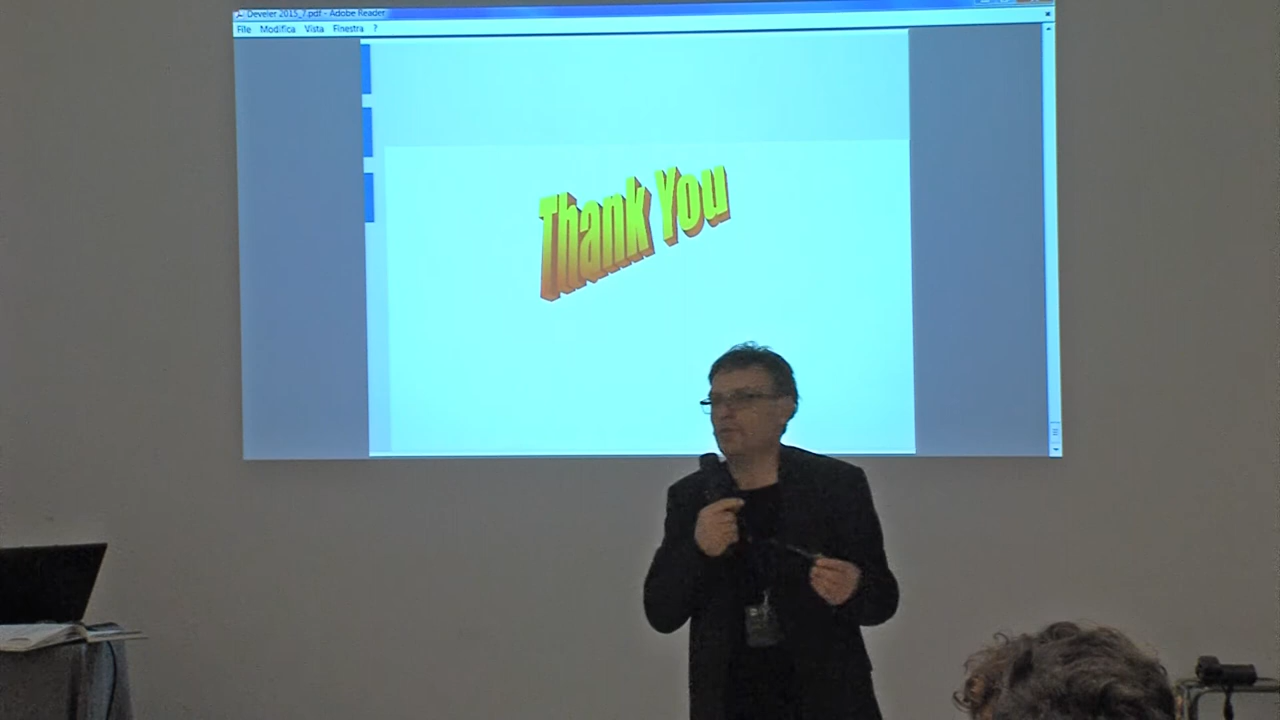 Develer 2015_7.pdf - Adobe Reader
File Modifica Vista Finestra ?
Thank You